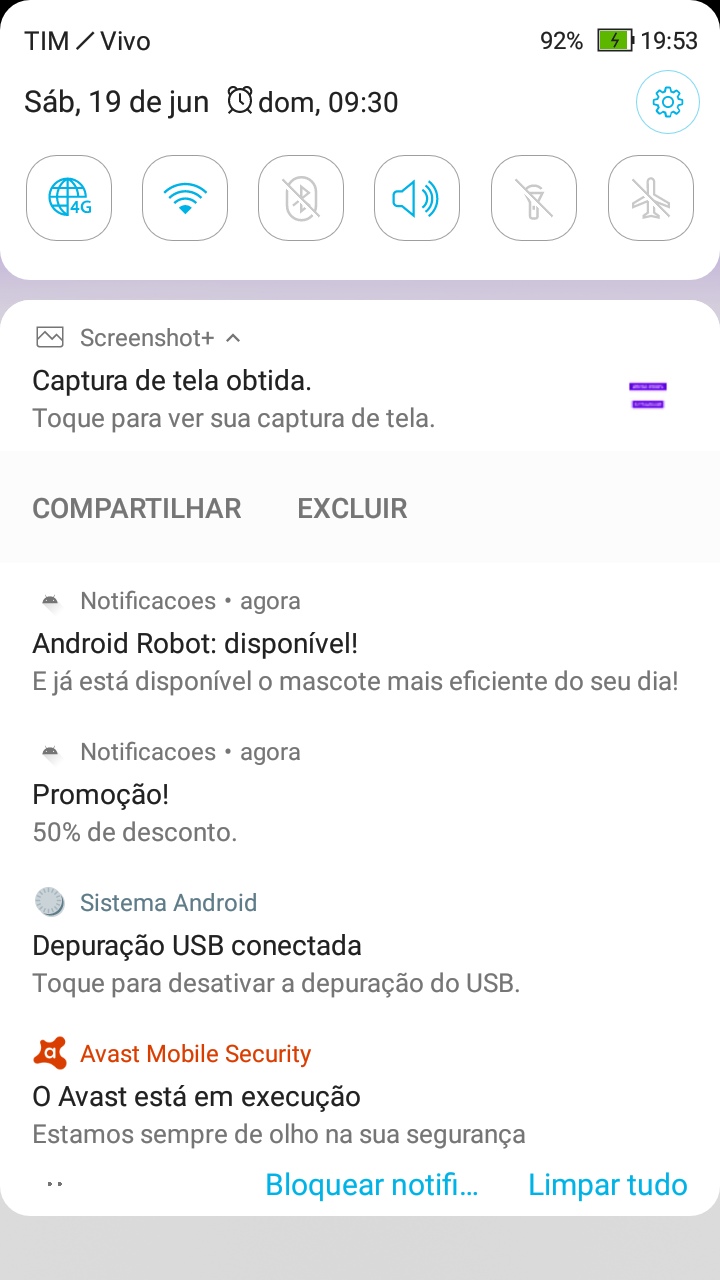 TIM / Vivo 92% 19:53
Sáb, 19 de jun dom, 09:30
4G
Screenshot+
Captura de tela obtida.
Toque para ver sua captura de tela.
COMPARTILHAR EXCLUIR
Notificacoes • agora
Android Robot: disponível!
E já está disponível o mascote mais eficiente do seu dia!
Notificacoes • agora
Promoção!
50% de desconto.
Sistema Android
Depuração USB conectada
Toque para desativar a depuração do USB.
a Avast Mobile Security
O Avast está em execução
Estamos sempre de olho na sua segurança
Bloquear notifi... Limpar tudo